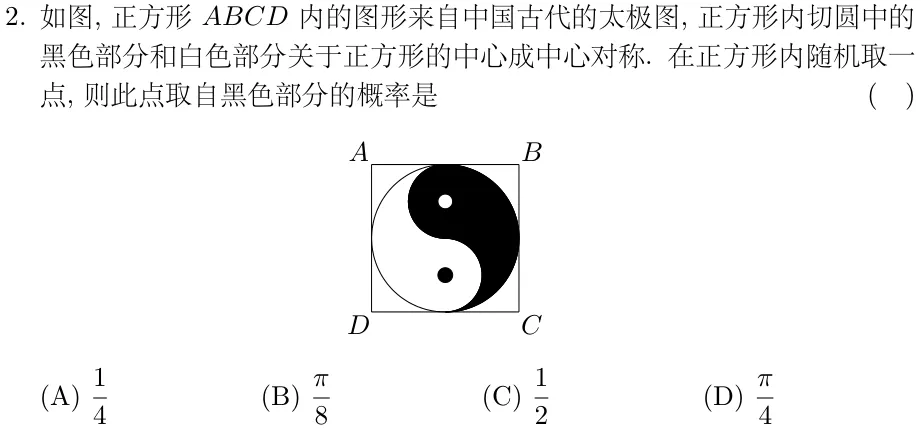 2. 如图, 正方形 ABCD 内的图形来自中国古代的太极图, 正方形内切圆中的
黑色部分和白色部分关于正方形的中心成中心对称. 在正方形内随机取一
点, 则此点取自黑色部分的概率是 ( )
A B
D C
(A) 1/4 (B) π/8 (C) 1/2 (D) π/4